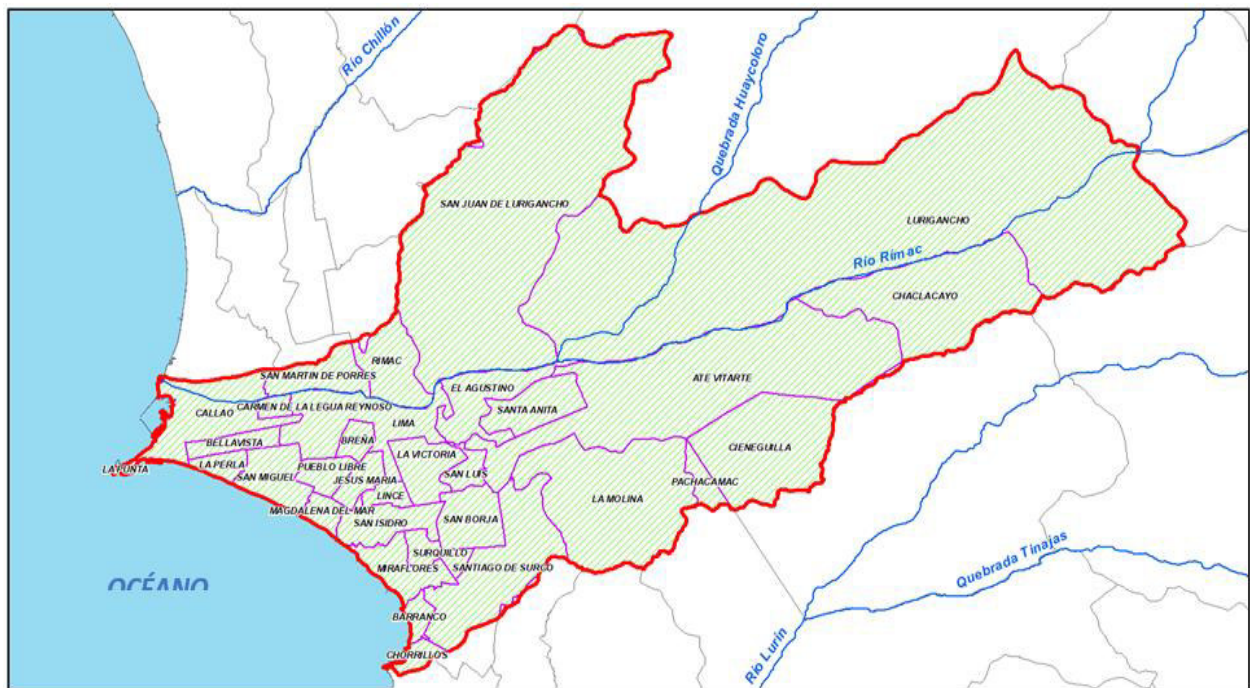 Río Chillón
Quebrada Huaycoloro
SAN JUAN DE LURIGANCHO
LURIGANCHO
Río Rímac
CHACLACAYO
RIMAC
SAN MARTIN DE PORRES
ATE VITARTE
EL AGUSTINO
SANTA ANITA
CARMEN DE LA LEGUA REYNOSO
CALLAO
LIMA
BELLAVISTA
BREÑA
LA VICTORIA
CIENEGUILLA
LA PUNTA
LA PERLA
PUEBLO LIBRE
SAN MIGUEL
JESUS MARIA
SAN LUIS
PACHACAMAC
LINCE
LA MOLINA
MAGDALENA DEL MAR
SAN ISIDRO
SAN BORJA
SURQUILLO
MIRAFLORES
SANTIAGO DE SURCO
Quebrada Tinajas
OCÉANO
BARRANCO
CHORRILLOS
Río Lurín